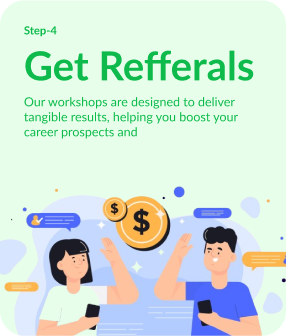 Step-4
Get Refferals
Our workshops are designed to deliver
tangible results, helping you boost your
career prospects and
$
$